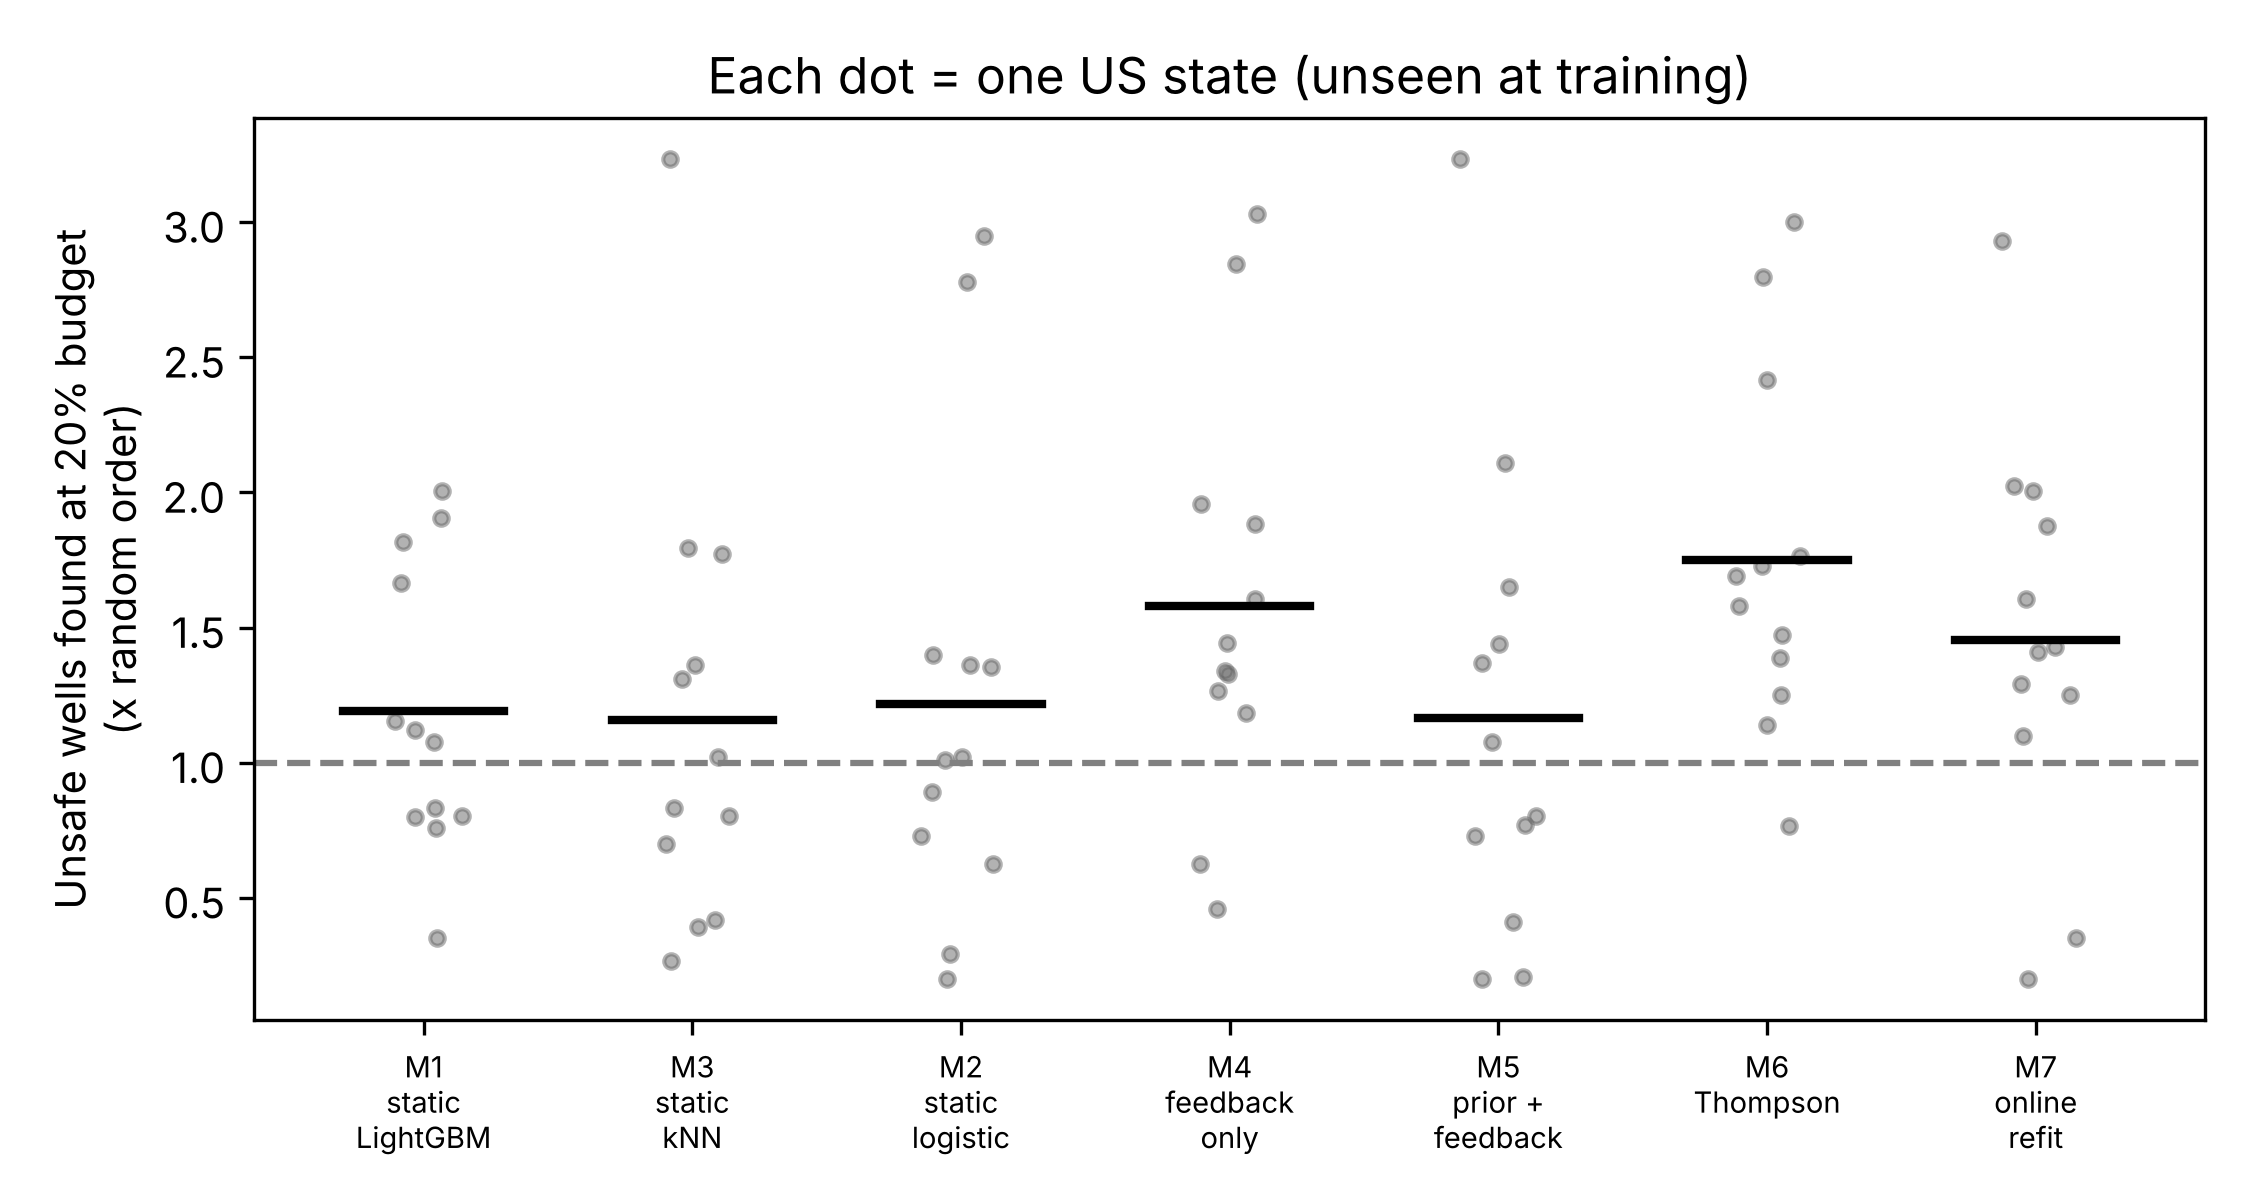 Each dot = one US state (unseen at training)
Unsafe wells found at 20% budget
(x random order)
3.0
2.5
2.0
1.5
1.0
0.5
M1
static
LightGBM
M3
static
kNN
M2
static
logistic
M4
feedback
only
M5
prior +
feedback
M6
Thompson
M7
online
refit